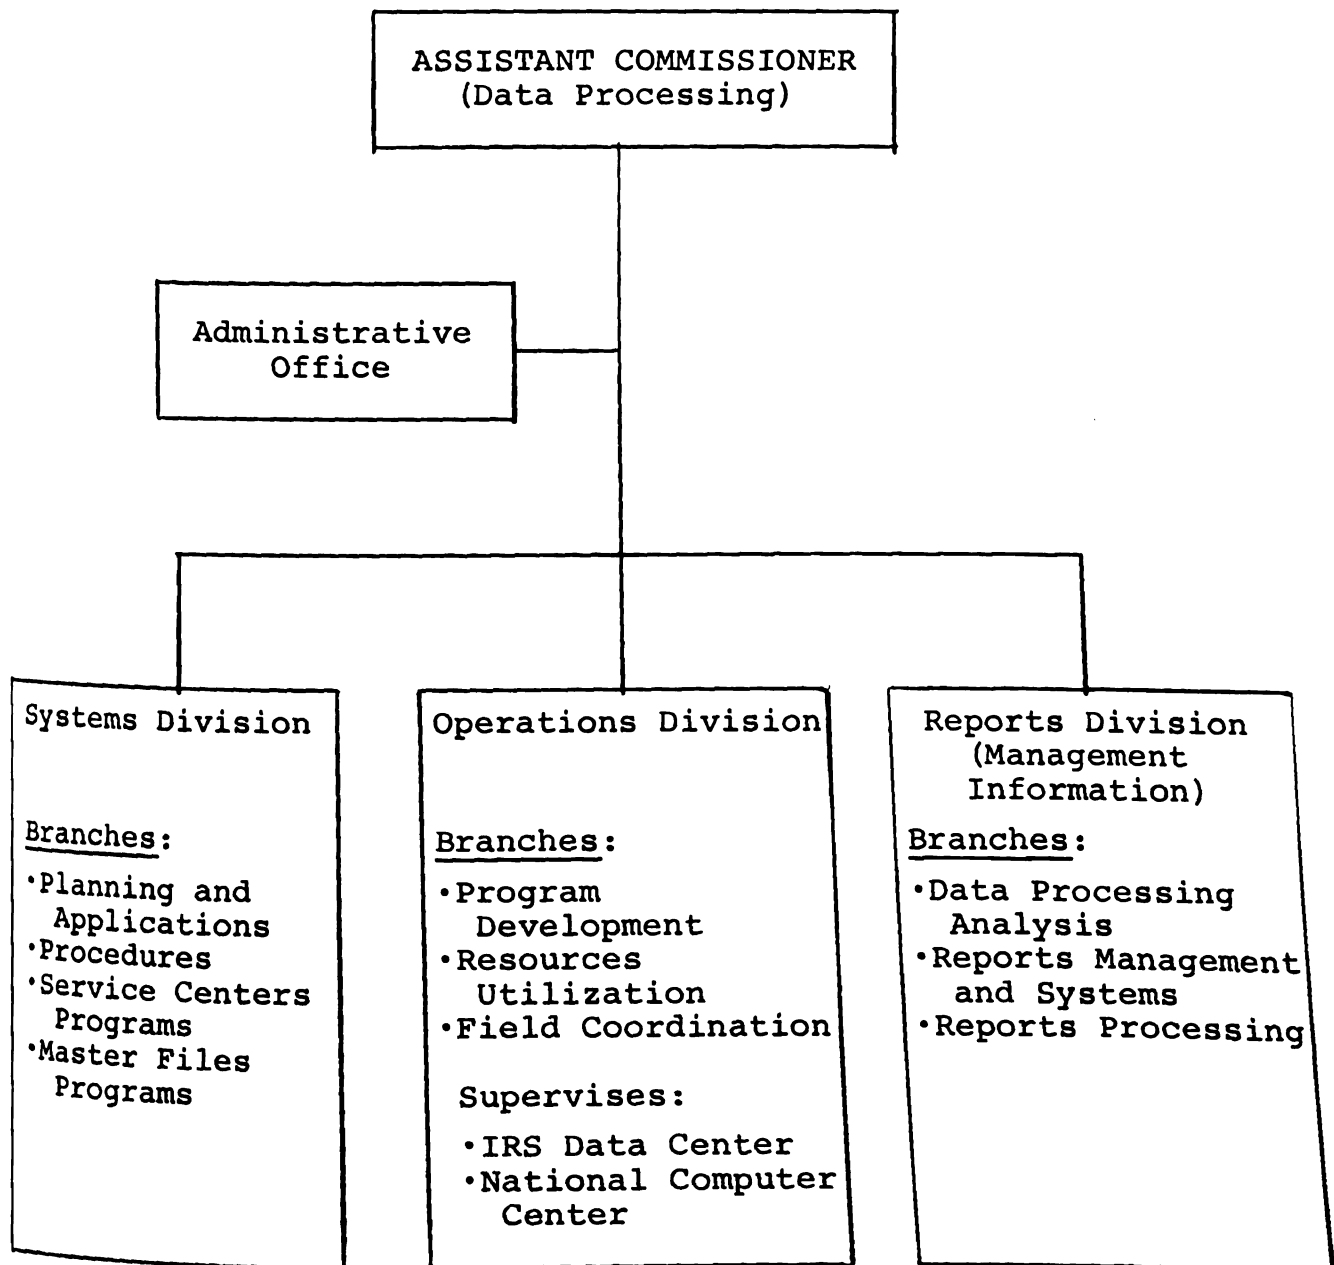 ASSISTANT COMMISSIONER
(Data Processing)
Administrative
Office
Systems Division
Branches:
·Planning and
Applications
·Procedures
·Service Centers
Programs
·Master Files
Programs
Operations Division
Branches:
·Program
Development
·Resources
Utilization
·Field Coordination
Supervises:
·IRS Data Center
·National Computer
Center
Reports Division
(Management
Information)
Branches:
·Data Processing
Analysis
·Reports Management
and Systems
·Reports Processing